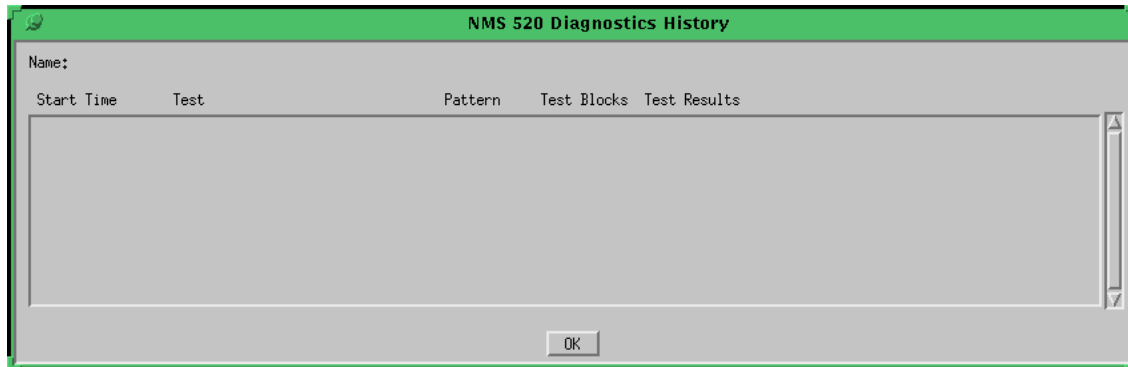 NMS 520 Diagnostics History
Name:
Start Time Test Pattern Test Blocks Test Results
OK